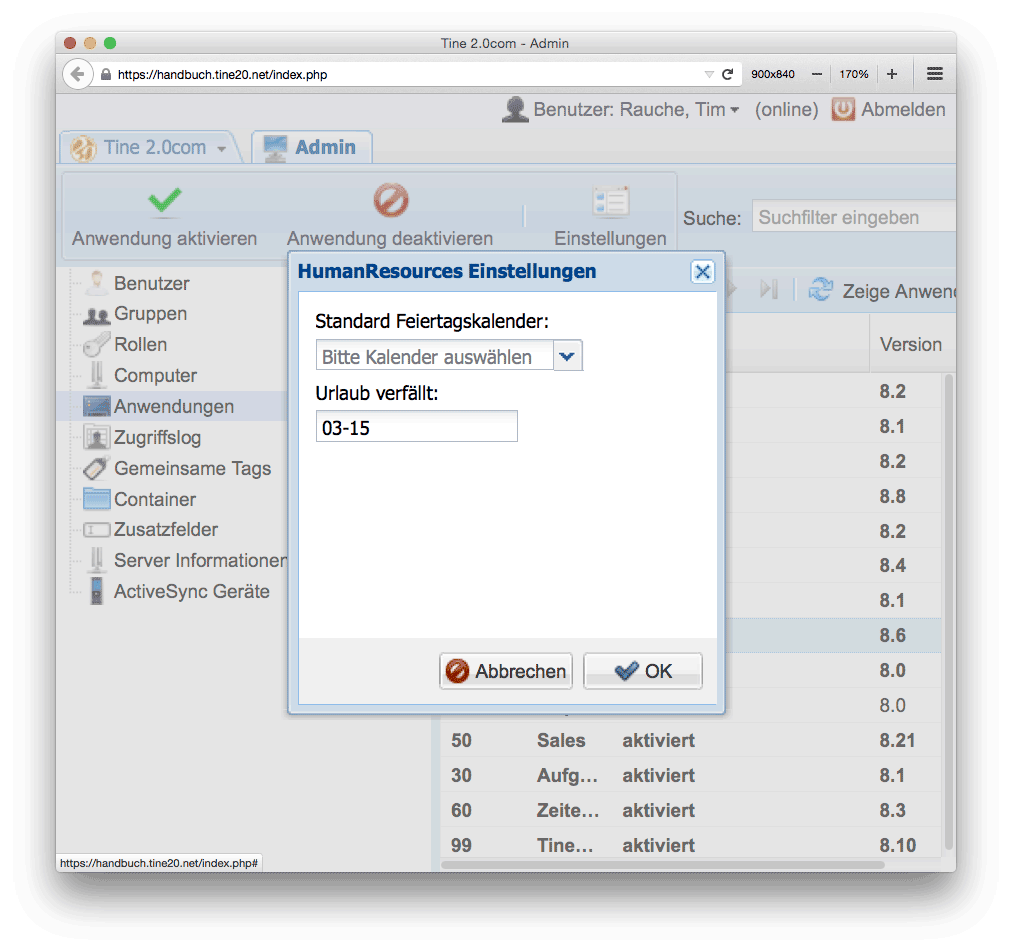 Tine 2.0com - Admin
https://handbuch.tine20.net/index.php 900x840 170%
Benutzer: Rauche, Tim (online) Abmelden
Tine 2.0com Admin
Anwendung aktivieren Anwendung deaktivieren Einstellungen Suche: Suchfilter eingeben
HumanResources Einstellungen
Standard Feiertagskalender:
Bitte Kalender auswählen
Urlaub verfällt:
03-15
Abbrechen OK
Benutzer
Gruppen
Rollen
Computer
Anwendungen
Zugriffslog
Gemeinsame Tags
Container
Zusatzfelder
Server Informationen
ActiveSync Geräte
Zeige
Version
8.2
8.1
8.2
8.8
8.2
8.4
8.1
8.6
8.0
8.0
50 Sales aktiviert 8.21
30 Aufg... aktiviert 8.1
60 Zeite... aktiviert 8.3
99 Tine... aktiviert 8.10
https://handbuch.tine20.net/index.php#